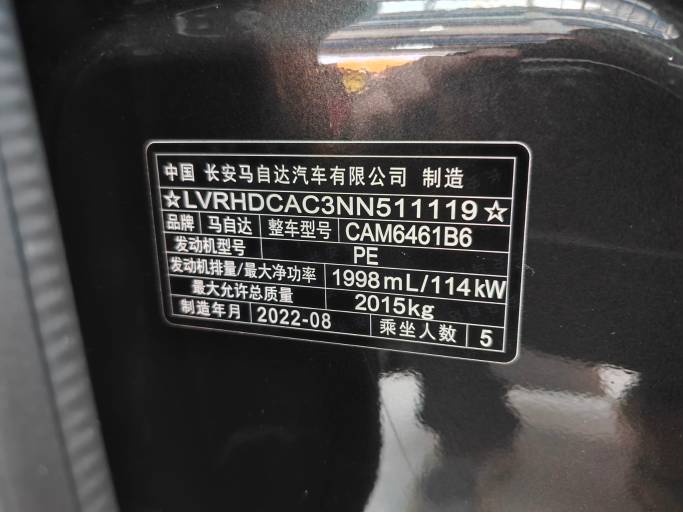 中国 长安马自达汽车有限公司 制造
☆LVRHDCAC3NN511119☆
品牌 马自达 整车型号 CAM6461B6
发动机型号 PE
发动机排量/最大净功率 1998mL/114kW
最大允许总质量 2015kg
制造年月 2022-08 乘坐人数 5